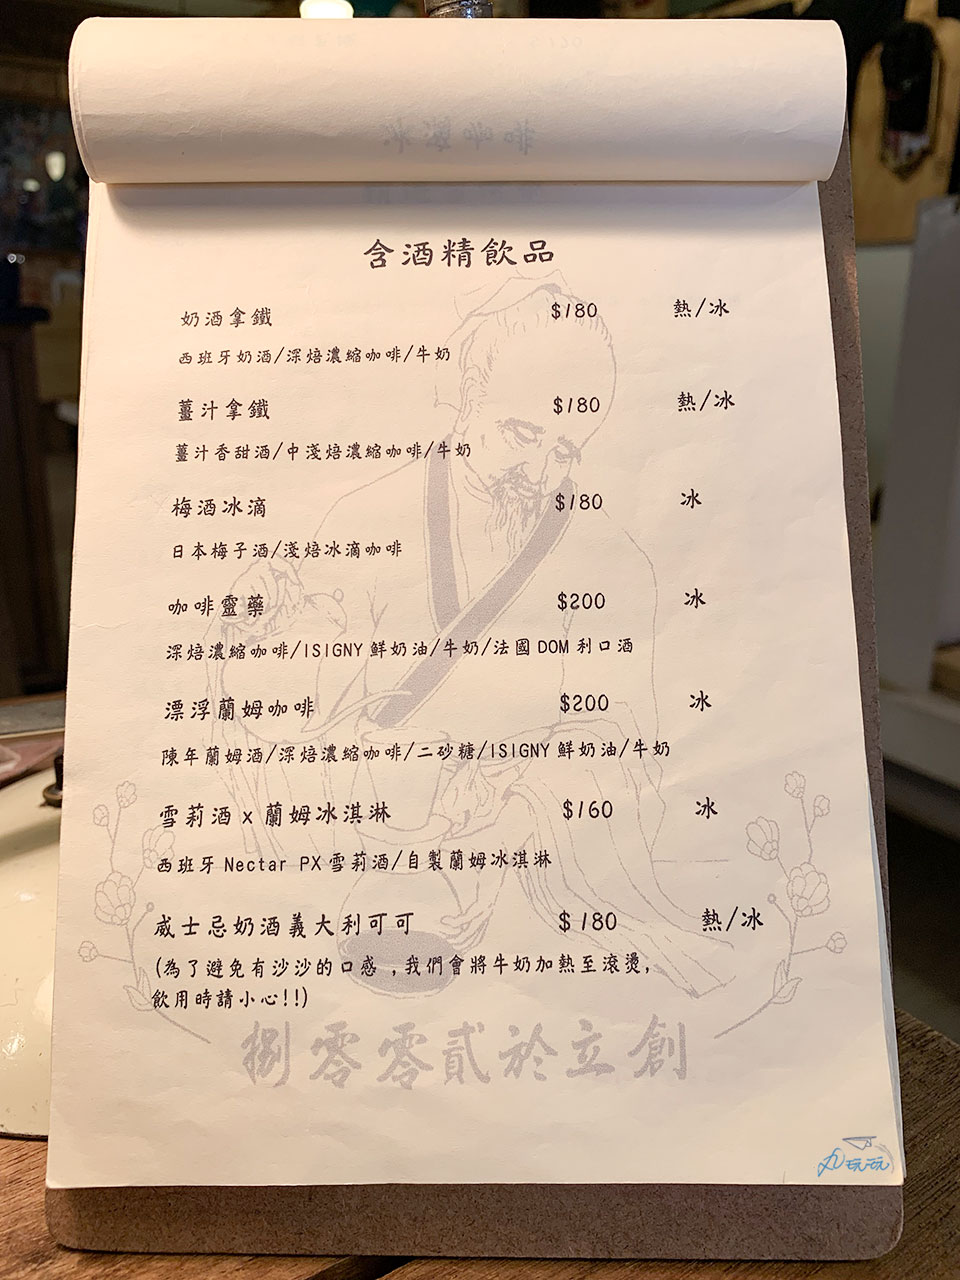 含酒精飲品
奶酒拿鐵 $180 熱/冰
西班牙奶酒/深焙濃縮咖啡/牛奶
薑汁拿鐵 $180 熱/冰
薑汁香甜酒/中淺焙濃縮咖啡/牛奶
梅酒冰滴 $180 冰
日本梅子酒/淺焙冰滴咖啡
咖啡靈藥 $200 冰
深焙濃縮咖啡/ISIGNY 鮮奶油/牛奶/法國 DOM 利口酒
漂浮蘭姆咖啡 $200 冰
陳年蘭姆酒/深焙濃縮咖啡/二砂糖/ISIGNY 鮮奶油/牛奶
雪莉酒 x 蘭姆冰淇淋 $160 冰
西班牙 Nectar PX 雪莉酒/自製蘭姆冰淇淋
威士忌奶酒義大利可可 $180 熱/冰
(為了避免有沙沙的口感,我們會將牛奶加熱至滾燙,
飲用時請小心!!)
捌零零貳於立創